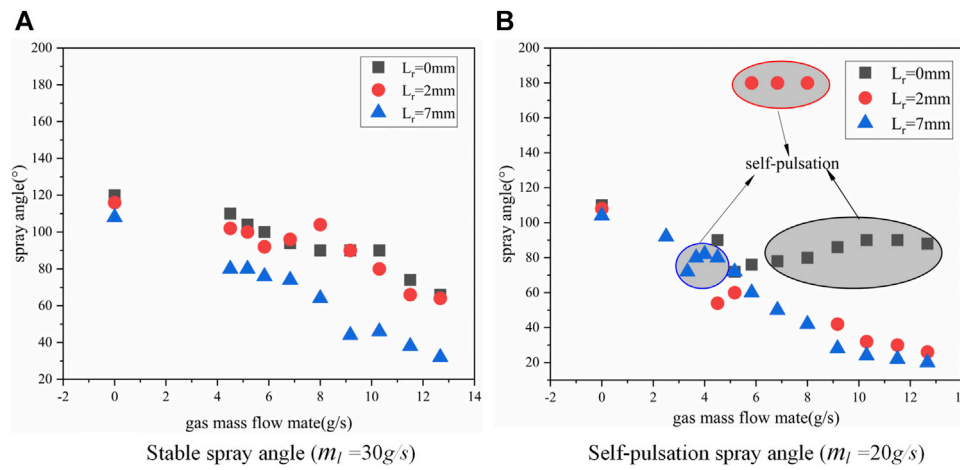 A
200
180
160
140
120
100
80
60
40
20
spray angle(°)
-2
0
2
4
6
8
10
12
14
gas mass flow mate(g/s)
Lr=0mm
Lr=2mm
Lr=7mm
Stable spray angle (ml =30g/s)
B
200
180
160
140
120
100
80
60
40
20
spray angle(°)
-2
0
2
4
6
8
10
12
14
gas mass flow mate(g/s)
Lr=0mm
Lr=2mm
Lr=7mm
self-pulsation
Self-pulsation spray angle (ml =20g/s)